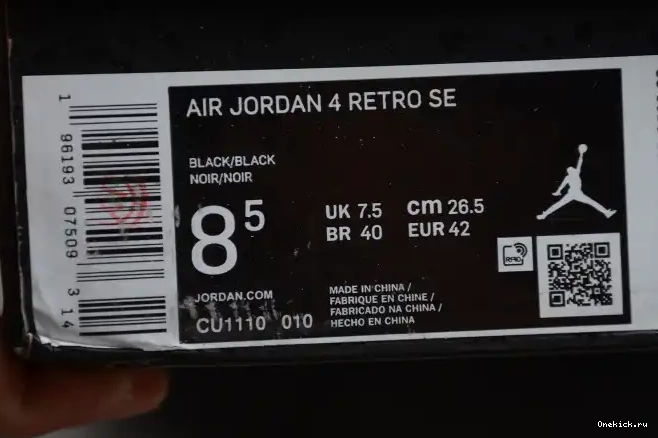 AIR JORDAN 4 RETRO SE
BLACK/BLACK
NOIR/NOIR
8 5
UK 7.5 cm 26.5
BR 40 EUR 42
RFID
JORDAN.COM
CU1110 010
MADE IN CHINA /
FABRIQUE EN CHINE /
FABRICADO NA CHINA /
HECHO EN CHINA
1 96193 07509 3 14
Onekick.ru